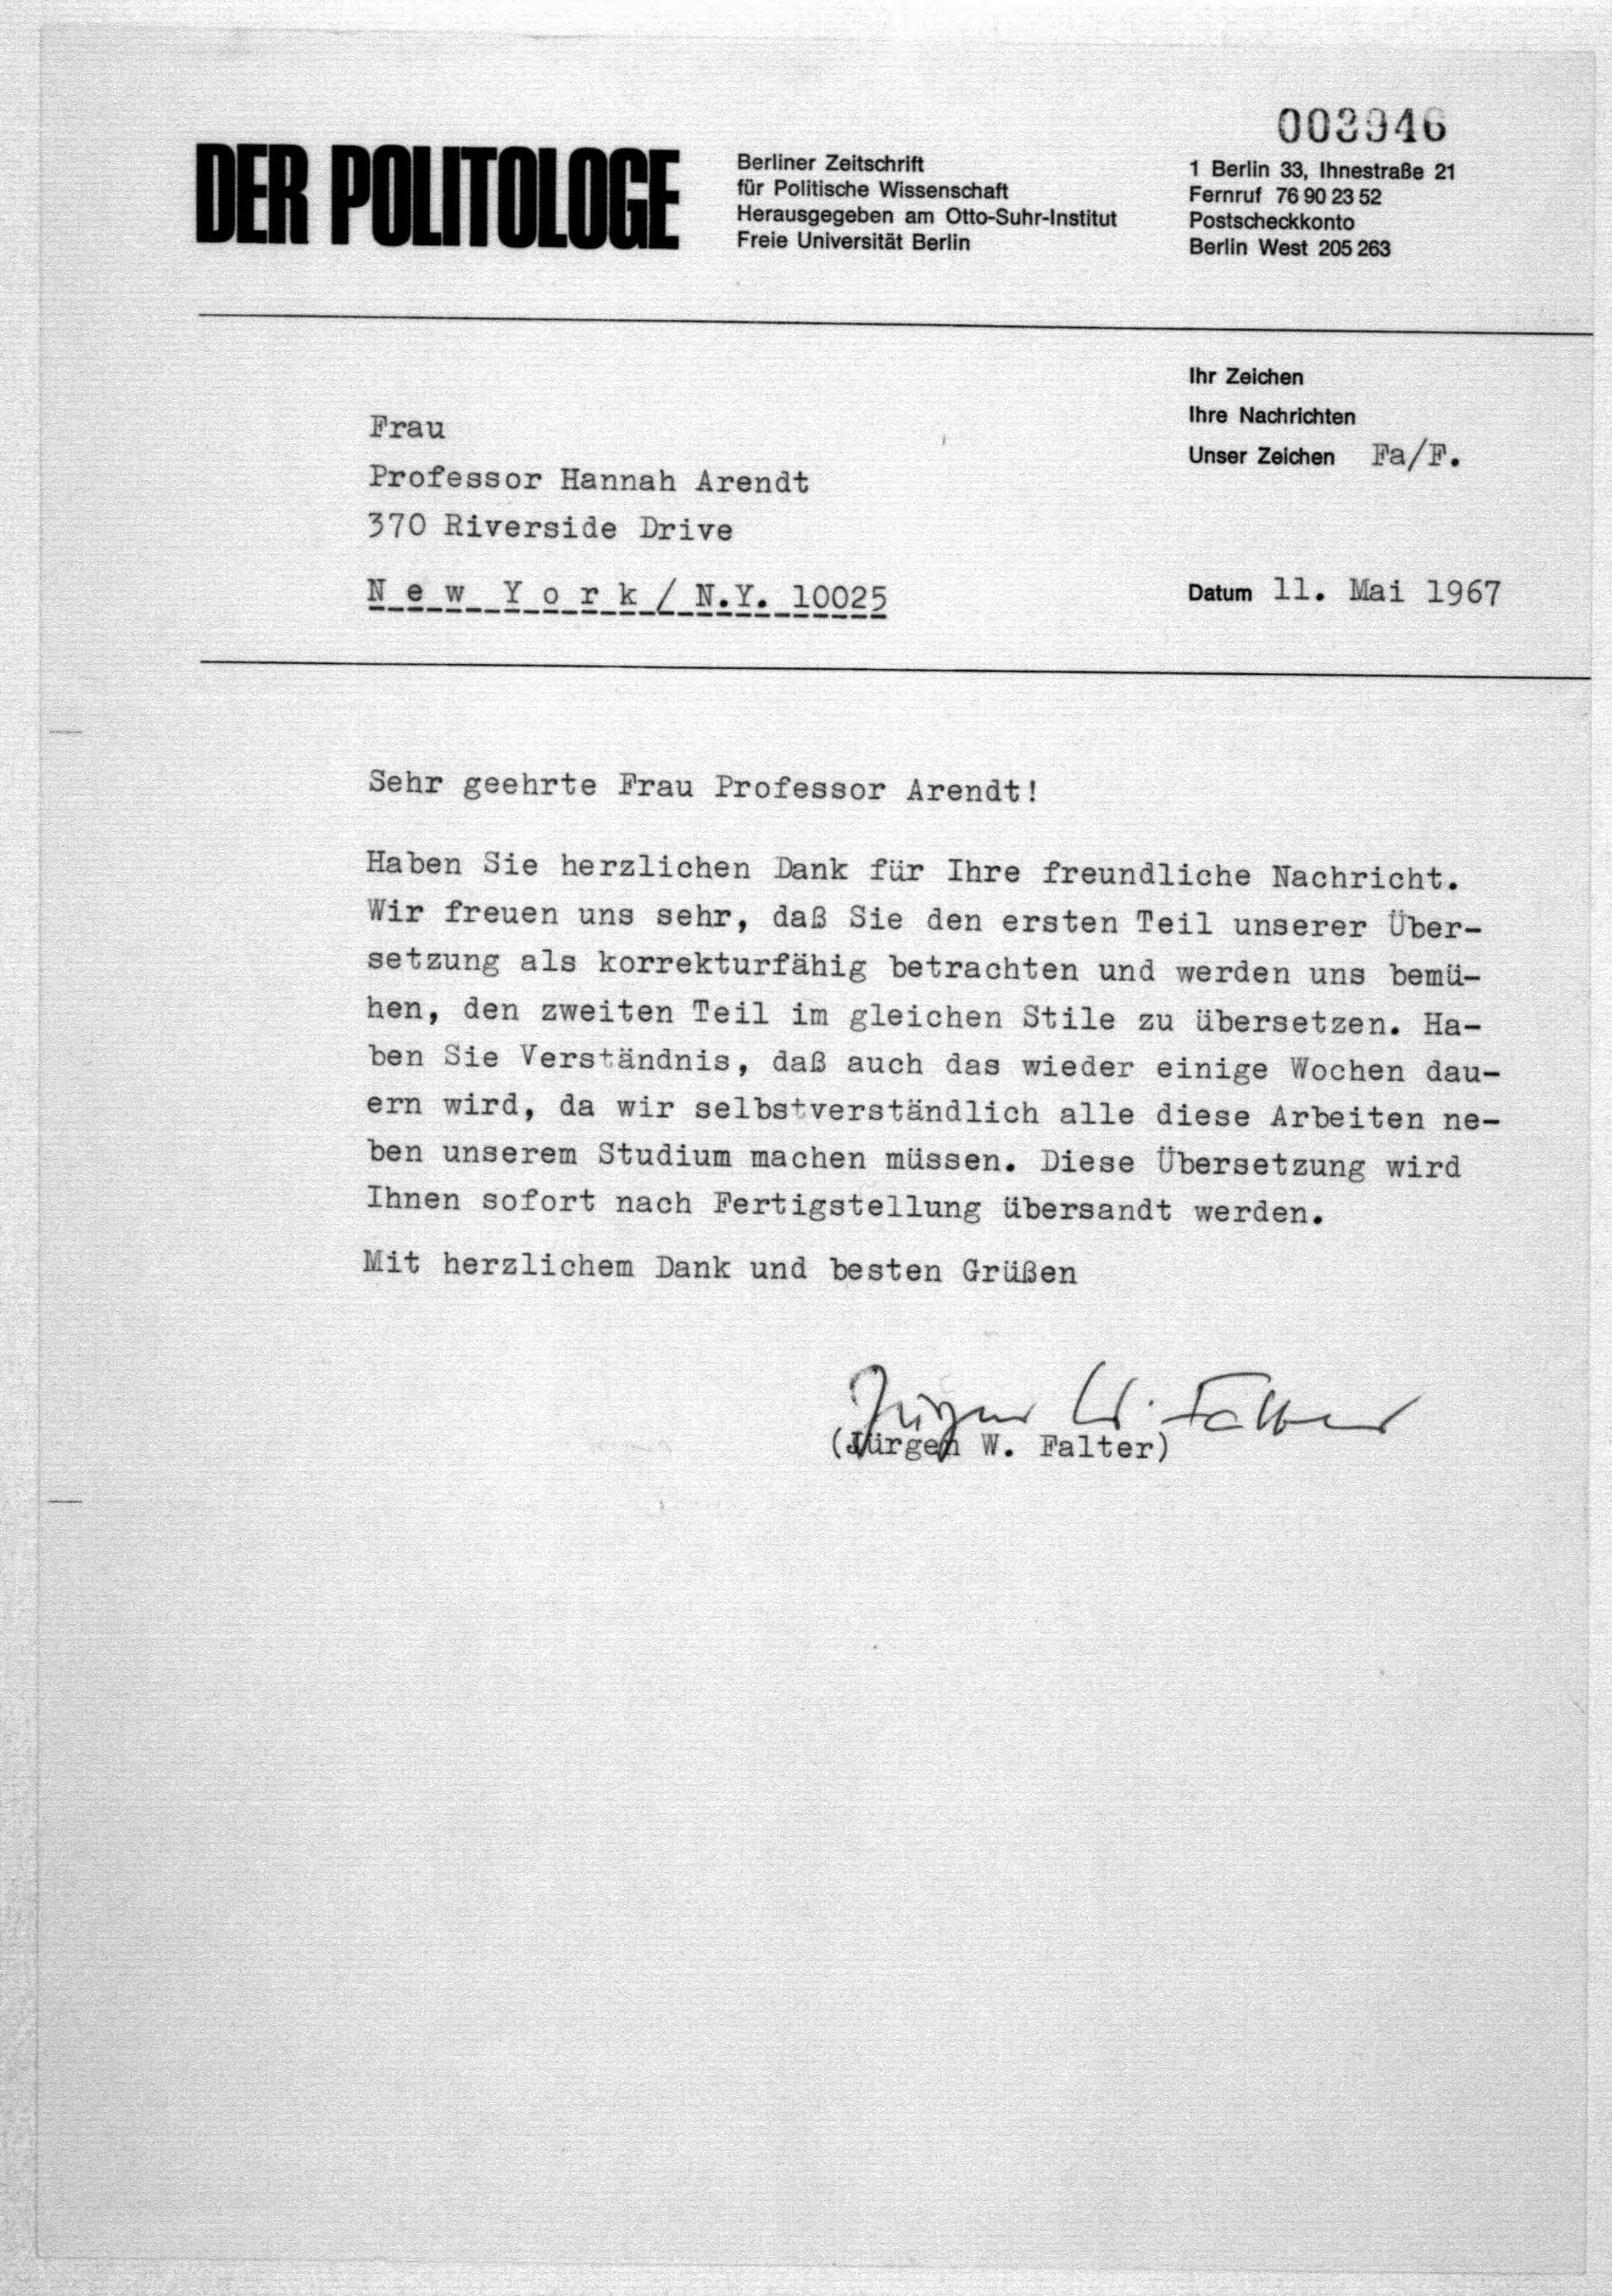 003946
DER POLITOLOGE
Berliner Zeitschrift
für Politische Wissenschaft
Herausgegeben am Otto-Suhr-Institut
Freie Universität Berlin
1 Berlin 33, Ihnestraße 21
Fernruf 76 90 23 52
Postscheckkonto
Berlin West 205 263
Ihr Zeichen
Ihre Nachrichten
Unser Zeichen Fa/F.
Frau
Professor Hannah Arendt
370 Riverside Drive
N e w  Y o r k / N.Y. 10025
Datum 11. Mai 1967
Sehr geehrte Frau Professor Arendt!
Haben Sie herzlichen Dank für Ihre freundliche Nachricht.
Wir freuen uns sehr, daß Sie den ersten Teil unserer Über-
setzung als korrekturfähig betrachten und werden uns bemü-
hen, den zweiten Teil im gleichen Stile zu übersetzen. Ha-
ben Sie Verständnis, daß auch das wieder einige Wochen dau-
ern wird, da wir selbstverständlich alle diese Arbeiten ne-
ben unserem Studium machen müssen. Diese Übersetzung wird
Ihnen sofort nach Fertigstellung übersandt werden.
Mit herzlichem Dank und besten Grüßen
Jürgen W. Falter
(Jürgen W. Falter)